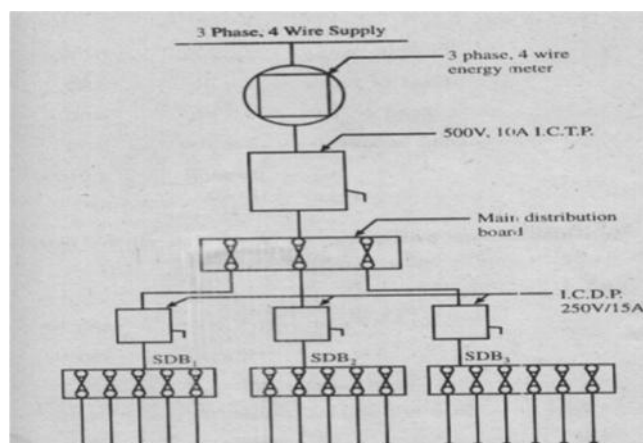 3 Phase, 4 Wire Supply
3 phase, 4 wire
energy meter
500V, 10A I.C.T.P.
Main distribution
board
I.C.D.P.
250V/15A
SDB1
SDB2
SDB3